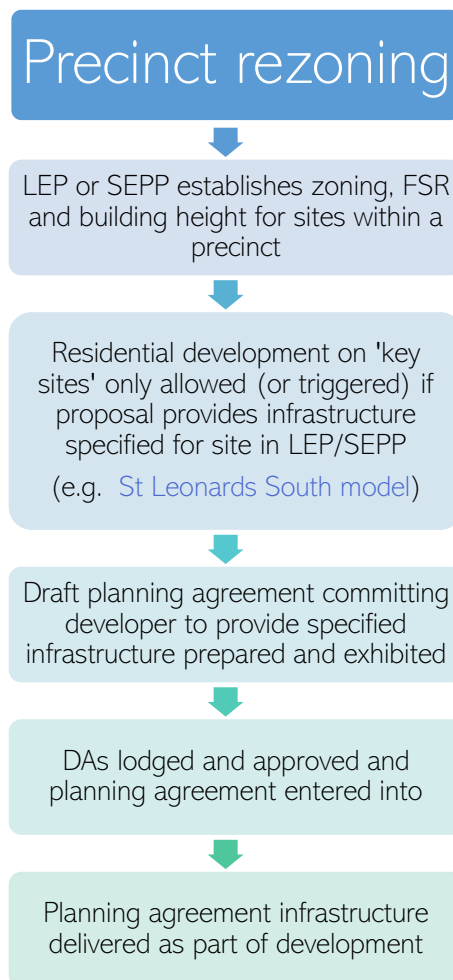 Precinct rezoning
LEP or SEPP establishes zoning, FSR
and building height for sites within a
precinct
Residential development on 'key
sites' only allowed (or triggered) if
proposal provides infrastructure
specified for site in LEP/SEPP
(e.g. St Leonards South model)
Draft planning agreement committing
developer to provide specified
infrastructure prepared and exhibited
DAs lodged and approved and
planning agreement entered into
Planning agreement infrastructure
delivered as part of development